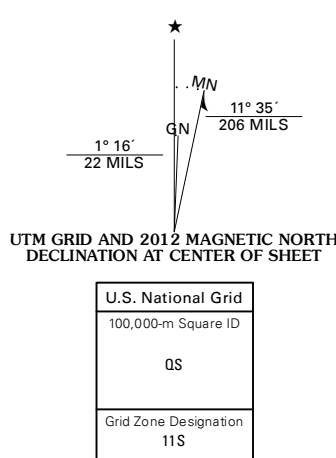 ★
MN
GN
11° 35´
206 MILS
1° 16´
22 MILS
UTM GRID AND 2012 MAGNETIC NORTH
DECLINATION AT CENTER OF SHEET
U.S. National Grid
100,000-m Square ID
QS
Grid Zone Designation
11S